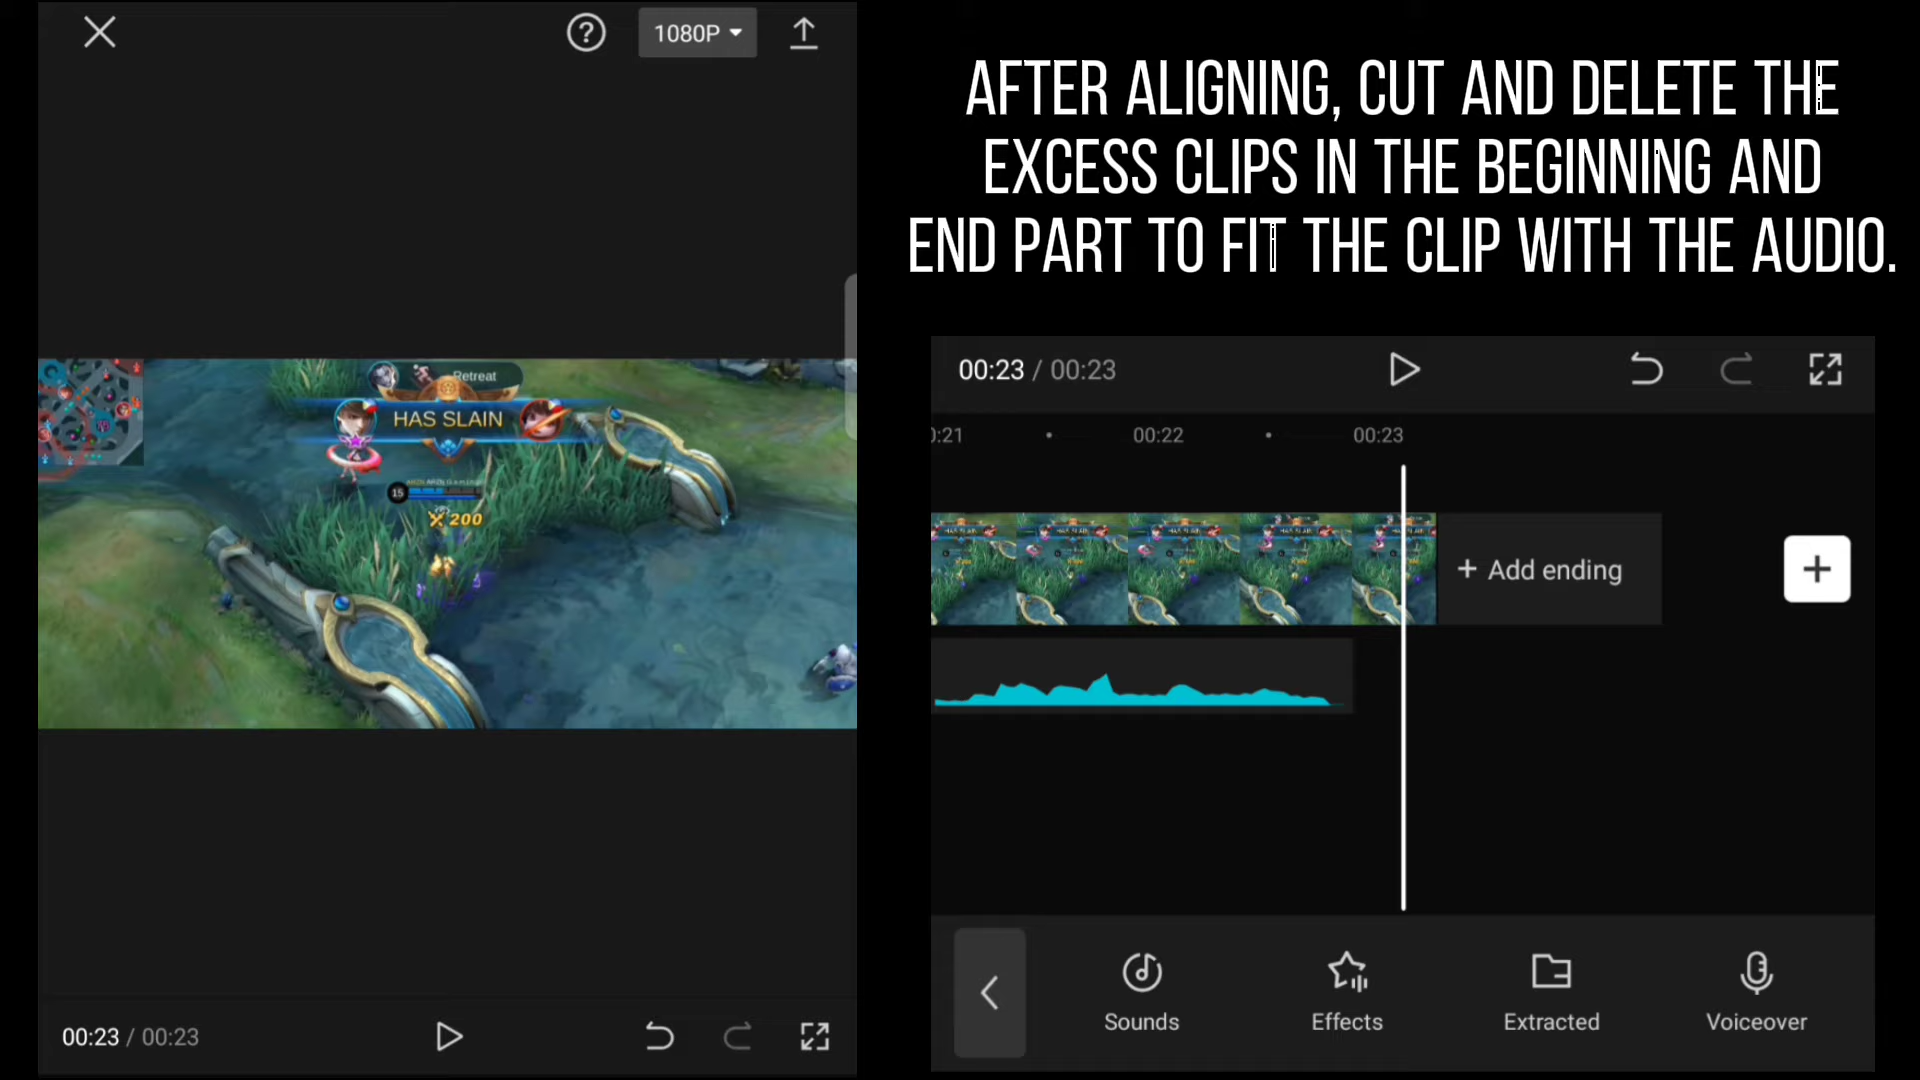 1080P
AFTER ALIGNING, CUT AND DELETE THE
EXCESS CLIPS IN THE BEGINNING AND
END PART TO FIT THE CLIP WITH THE AUDIO.
Retreat
HAS SLAIN
15
200
00:23 / 00:23
00:22
00:23
+ Add ending
Sounds
Effects
Extracted
Voiceover
00:23 / 00:23